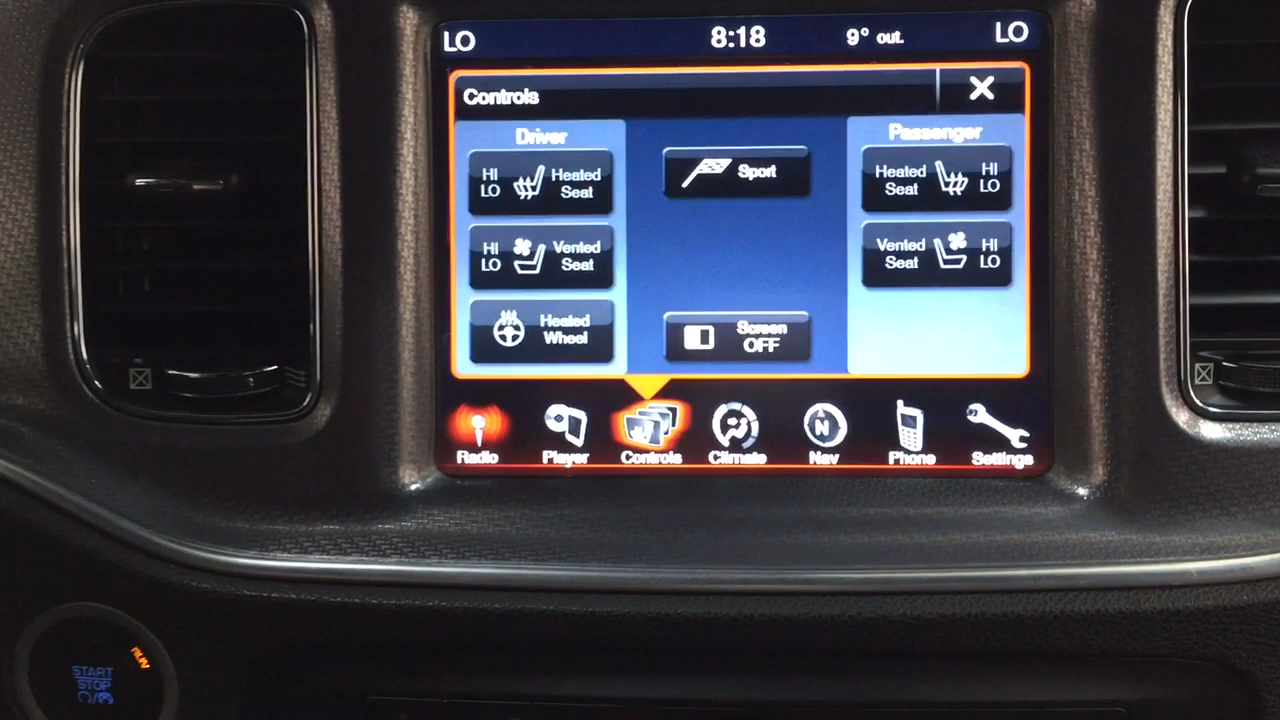 LO 8:18 9° out. LO
Controls X
Driver
Passenger
HI
LO
Heated
Seat
Sport
Heated
Seat
HI
LO
HI
LO
Vented
Seat
Vented
Seat
HI
LO
Heated
Wheel
Screen
OFF
Radio Player Controls Climate N Nav Phone Settings
RUN
START
STOP